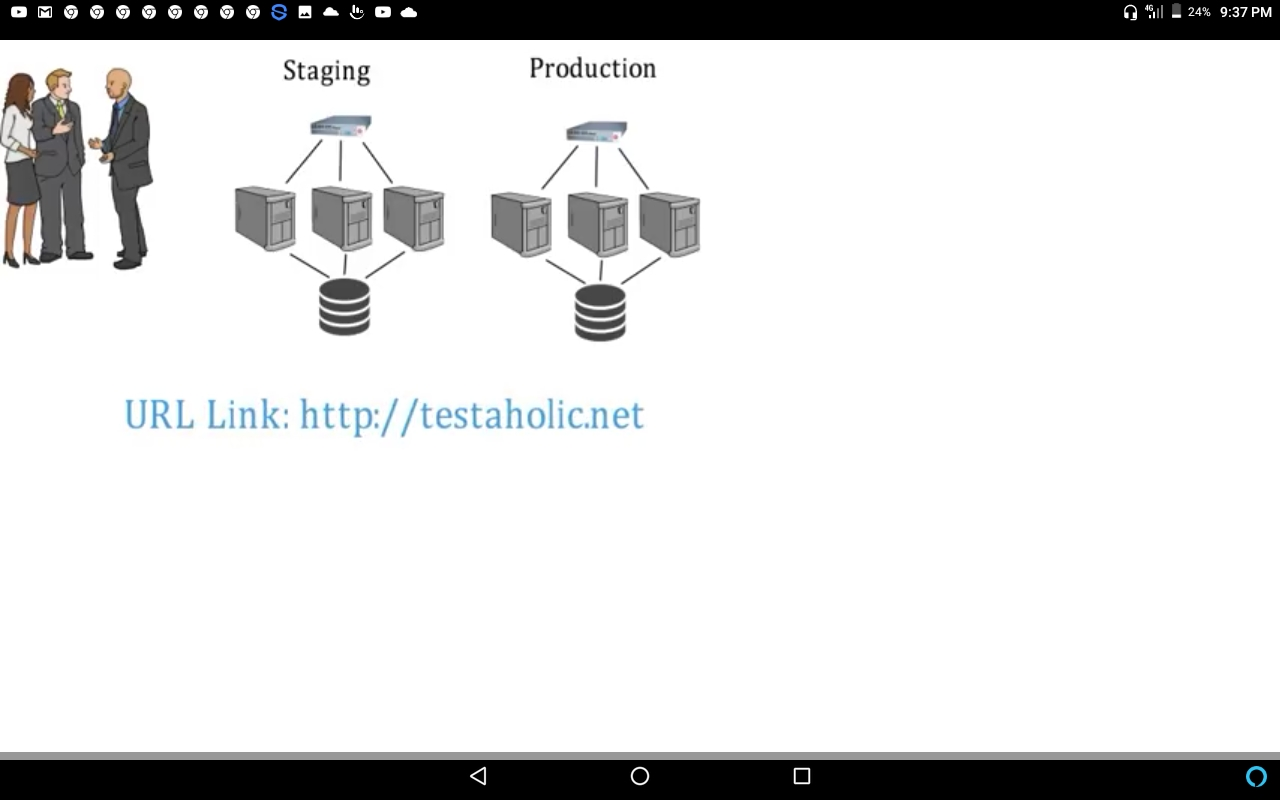 24% 9:37 PM
Staging Production
URL Link: http://testaholic.net